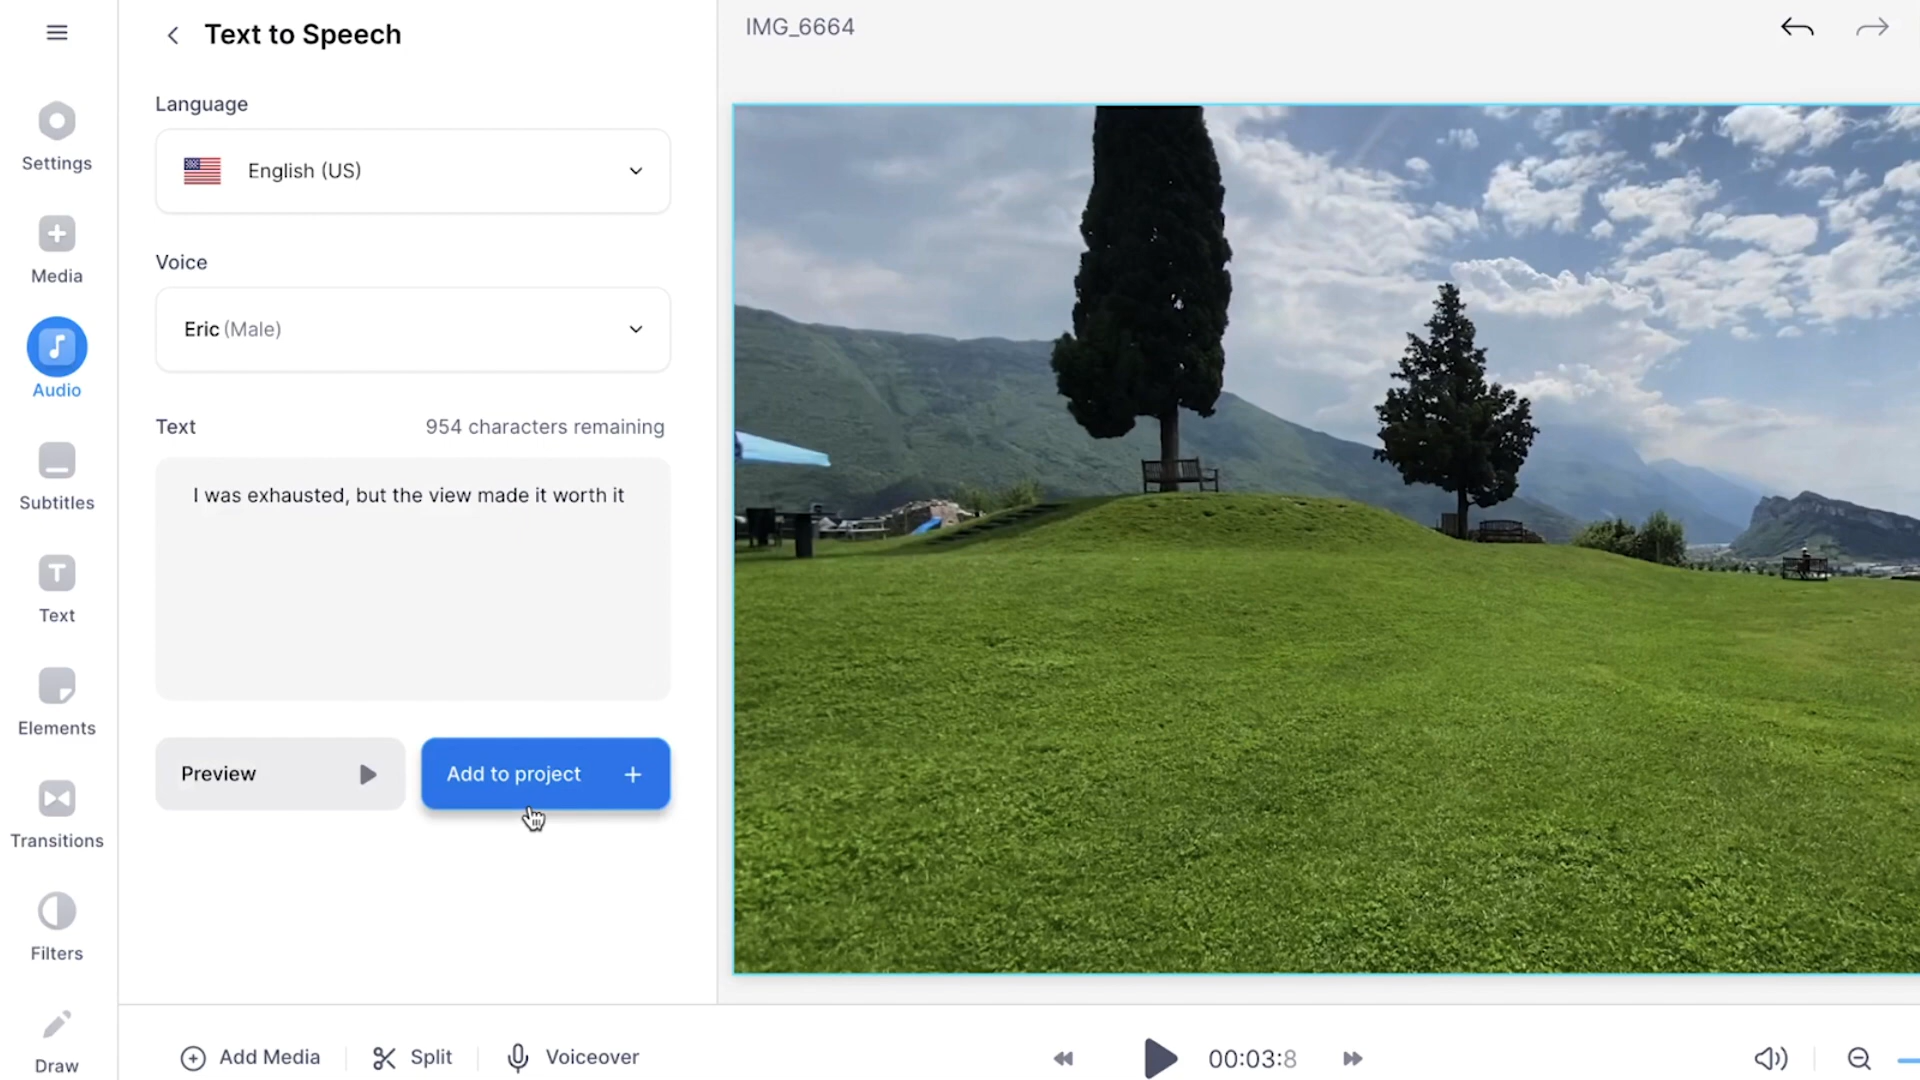 Text to Speech
IMG_6664
Settings
Media
Audio
Subtitles
Text
Elements
Transitions
Filters
Draw
Language
English (US)
Voice
Eric (Male)
Text
954 characters remaining
I was exhausted, but the view made it worth it
Preview
Add to project
Add Media
Split
Voiceover
00:03:8